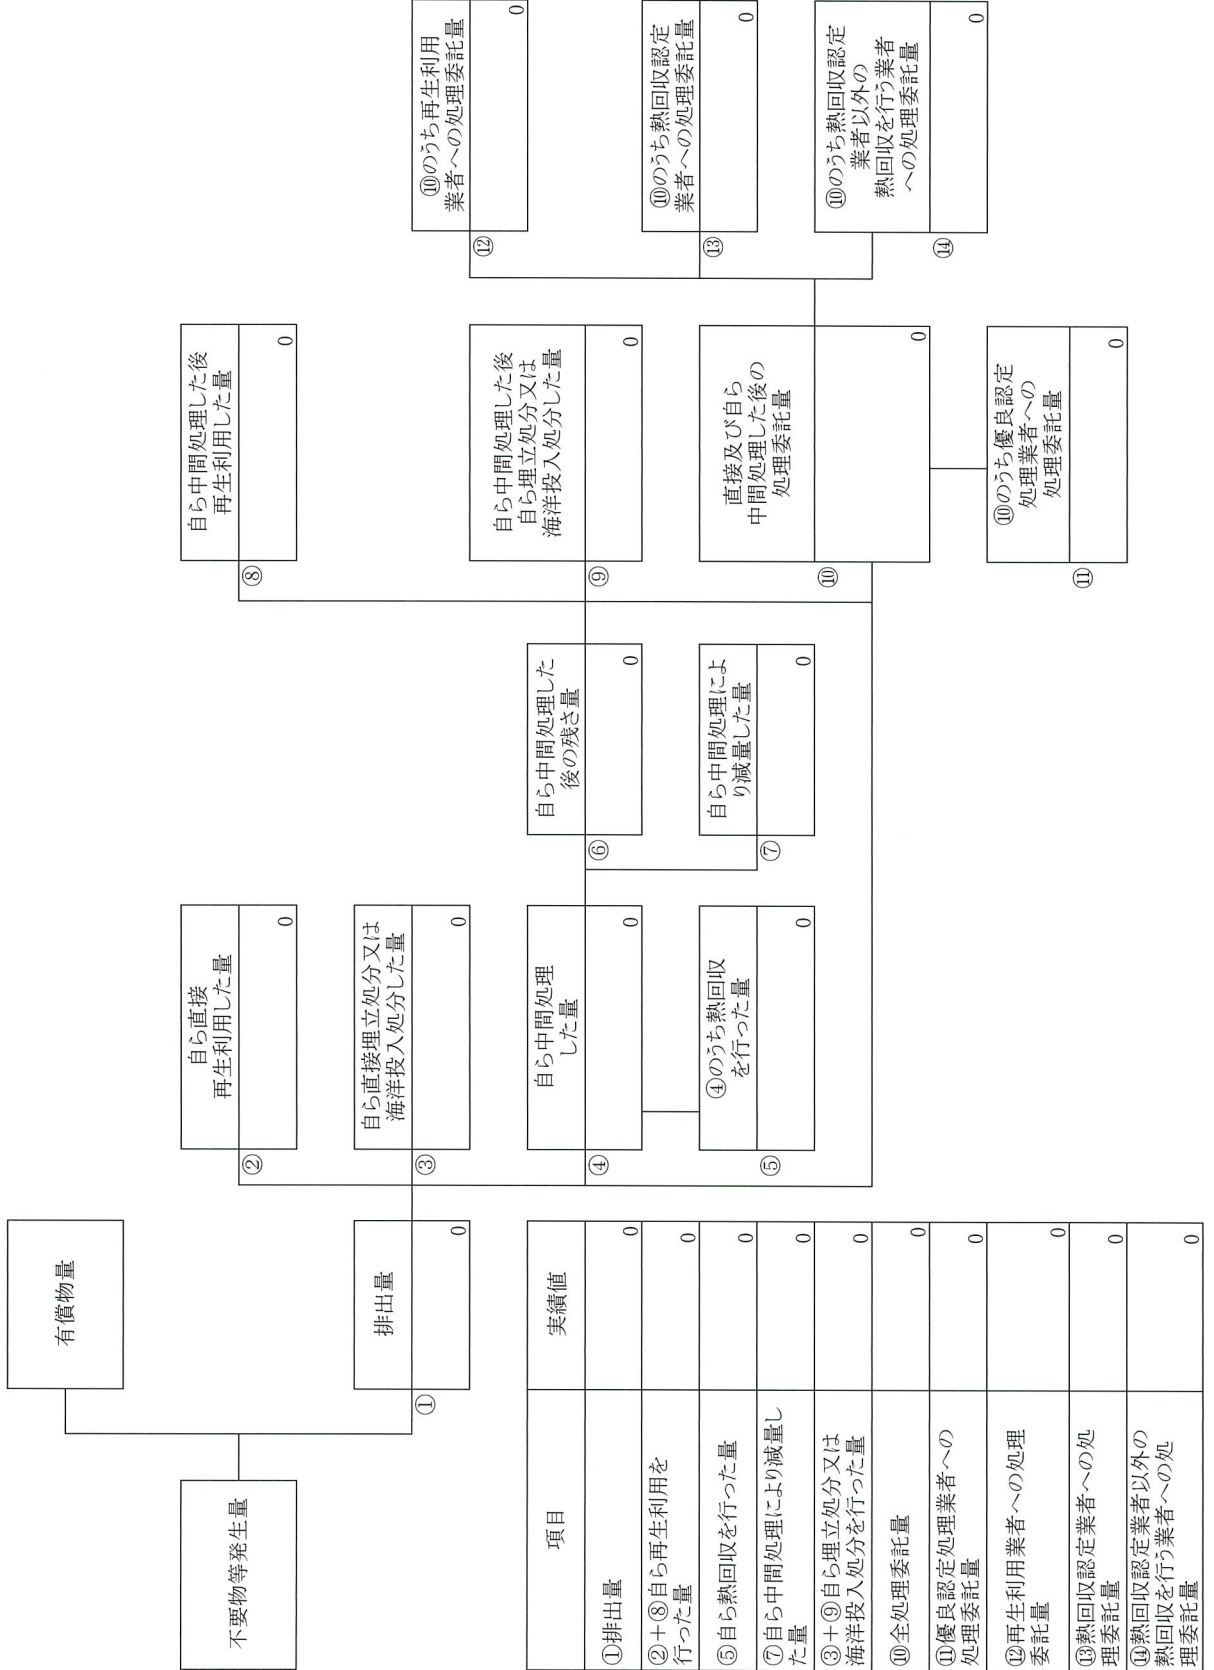 不要物等発生量
有償物量
排出量
①
0
自ら直接
再生利用した量
②
0
自ら直接埋立処分又は
海洋投入処分した量
③
0
自ら中間処理
した量
④
0
④のうち熱回収
を行った量
⑤
0
自ら中間処理した
後の残さ量
⑥
0
自ら中間処理によ
り減量した量
⑦
0
自ら中間処理した後
再生利用した量
⑧
0
自ら中間処理した後
自ら埋立処分又は
海洋投入処分した量
⑨
0
直接及び自ら
中間処理した後の
処理委託量
⑩
0
⑩のうち優良認定
処理業者への
処理委託量
⑪
0
⑩のうち再生利用
業者への処理委託量
⑫
0
⑩のうち熱回収認定
業者への処理委託量
⑬
0
⑩のうち熱回収認定
業者以外の
熱回収を行う業者
への処理委託量
⑭
0
項目 実績値
①排出量 0
②+⑧自ら再生利用を
行った量 0
⑤自ら熱回収を行った量 0
⑦自ら中間処理により減量し
た量 0
③+⑨自ら埋立処分又は
海洋投入処分を行った量 0
⑩全処理委託量 0
⑪優良認定処理業者への
処理委託量 0
⑫再生利用業者への処理
委託量 0
⑬熱回収認定業者への処
理委託量 0
⑭熱回収認定業者以外の
熱回収を行う業者への処
理委託量 0